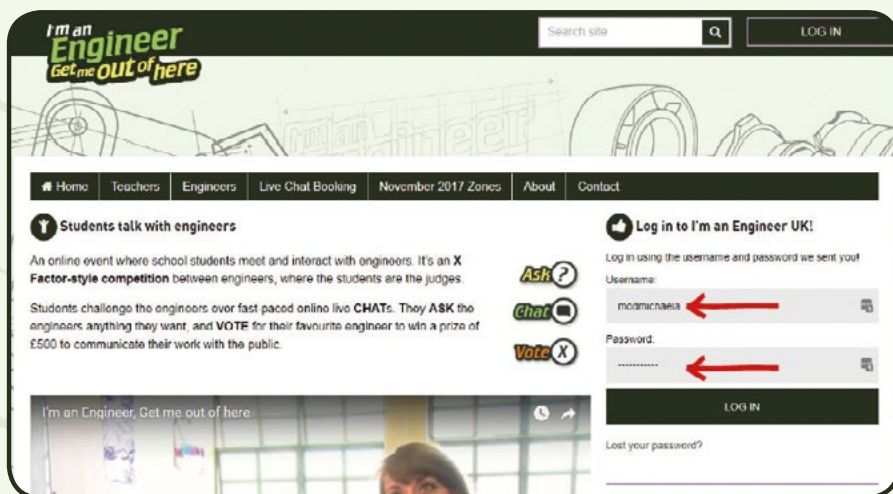 I'm an
Engineer
Get me OUT of here
Search site
LOG IN
I'm an Engineer
Home Teachers Engineers Live Chat Booking November 2017 Zones About Contact
Students talk with engineers
An online event where school students meet and interact with engineers. It's an X
Factor-style competition between engineers, where the students are the judges.
Students challenge the engineers over fast paced online live CHATs. They ASK the
engineers anything they want, and VOTE for their favourite engineer to win a prize of
£500 to communicate their work with the public.
Ask ?
Chat
Vote X
I'm an Engineer, Get me out of here
Log in to I'm an Engineer UK!
Log in using the username and password we sent you!
Username:
modmichaela
Password:
-----------
LOG IN
Lost your password?